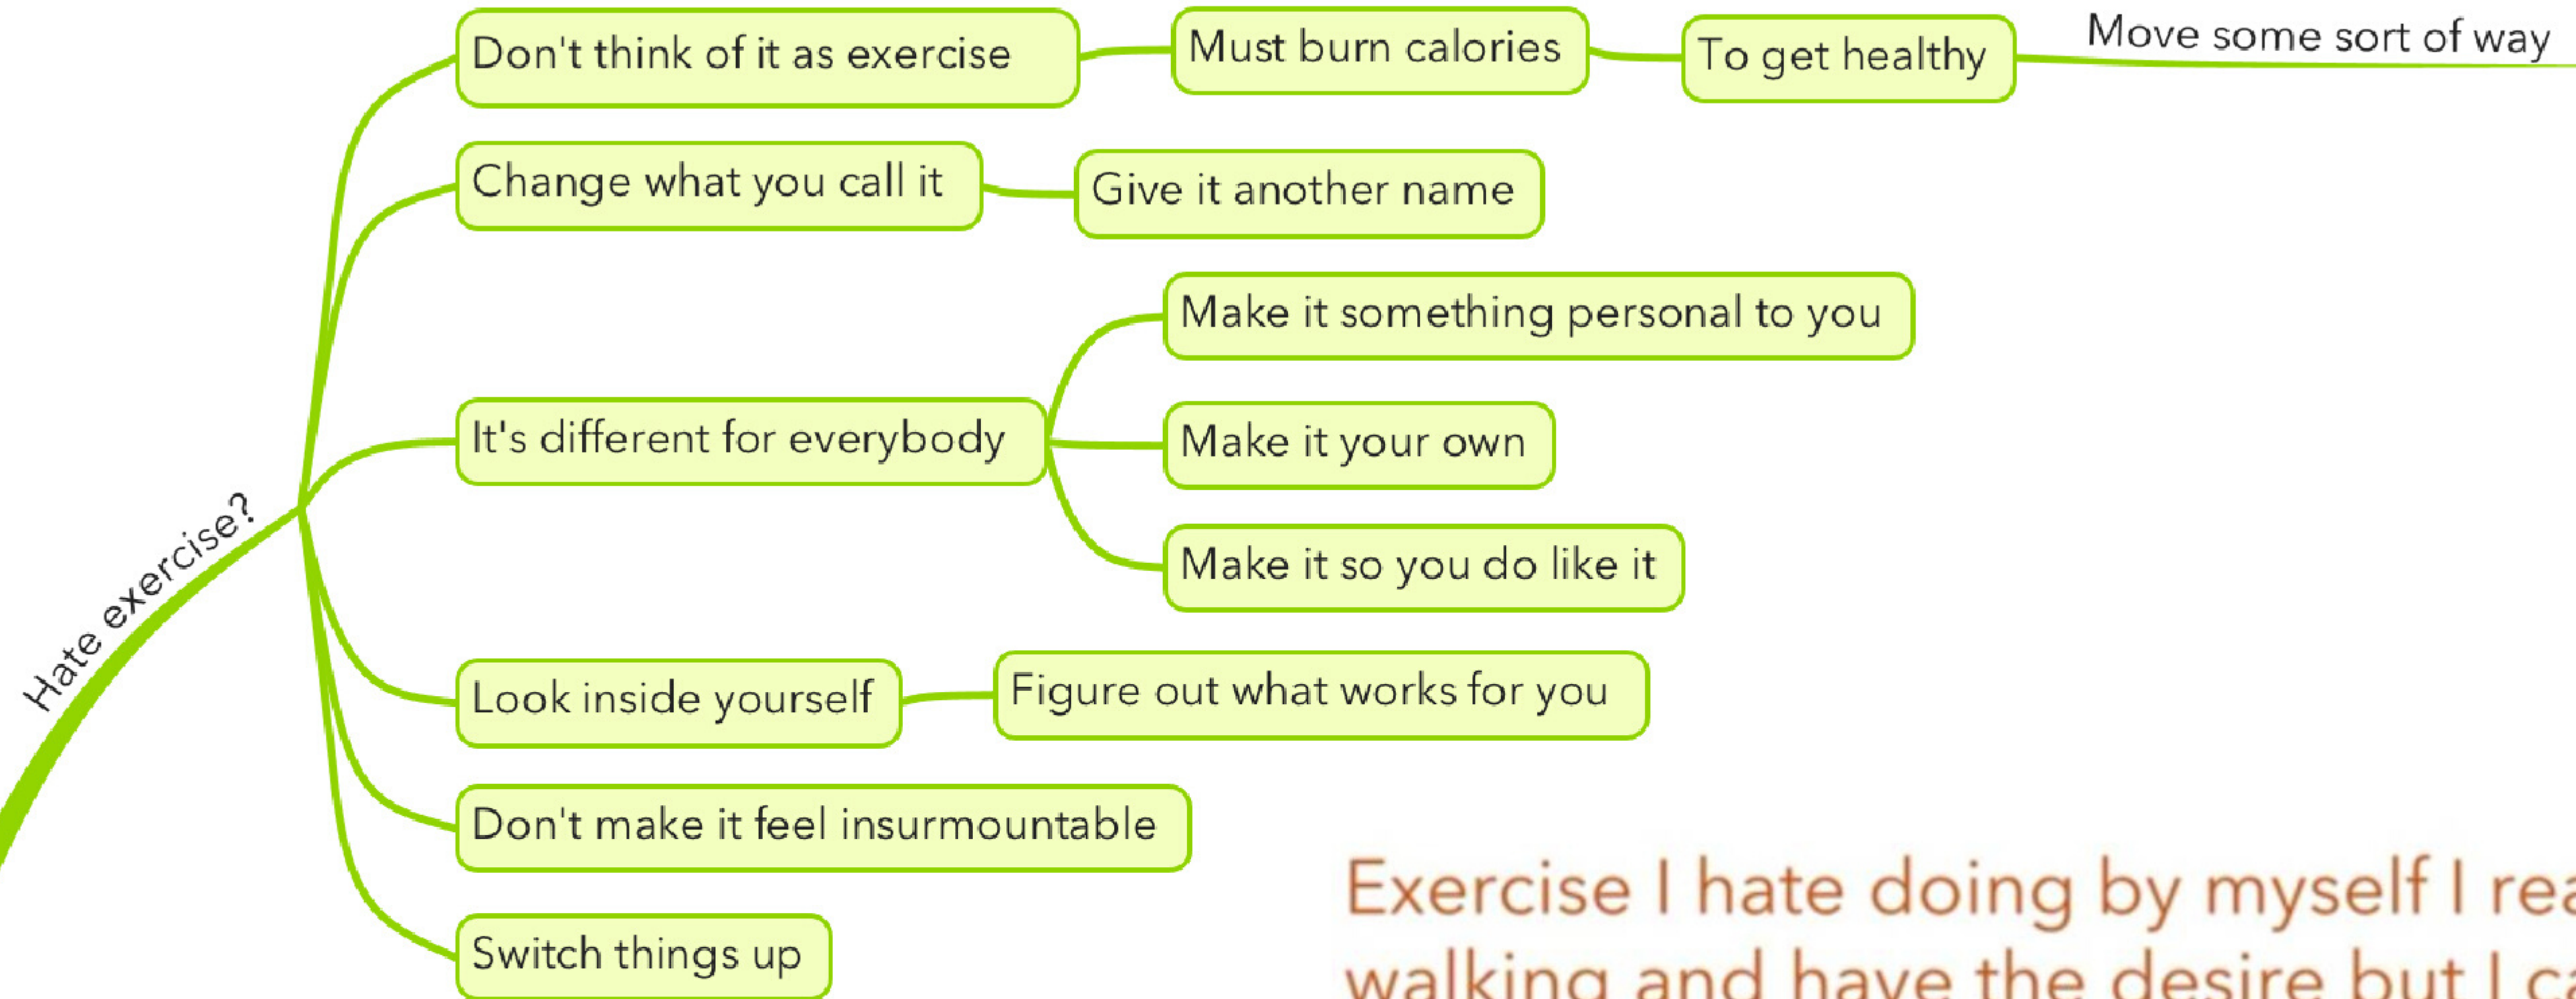 Hate exercise?
Don't think of it as exercise
Must burn calories
To get healthy
Move some sort of way
Change what you call it
Give it another name
It's different for everybody
Make it something personal to you
Make it your own
Make it so you do like it
Look inside yourself
Figure out what works for you
Don't make it feel insurmountable
Switch things up
Exercise I hate doing by myself I
walking and have the desire but I